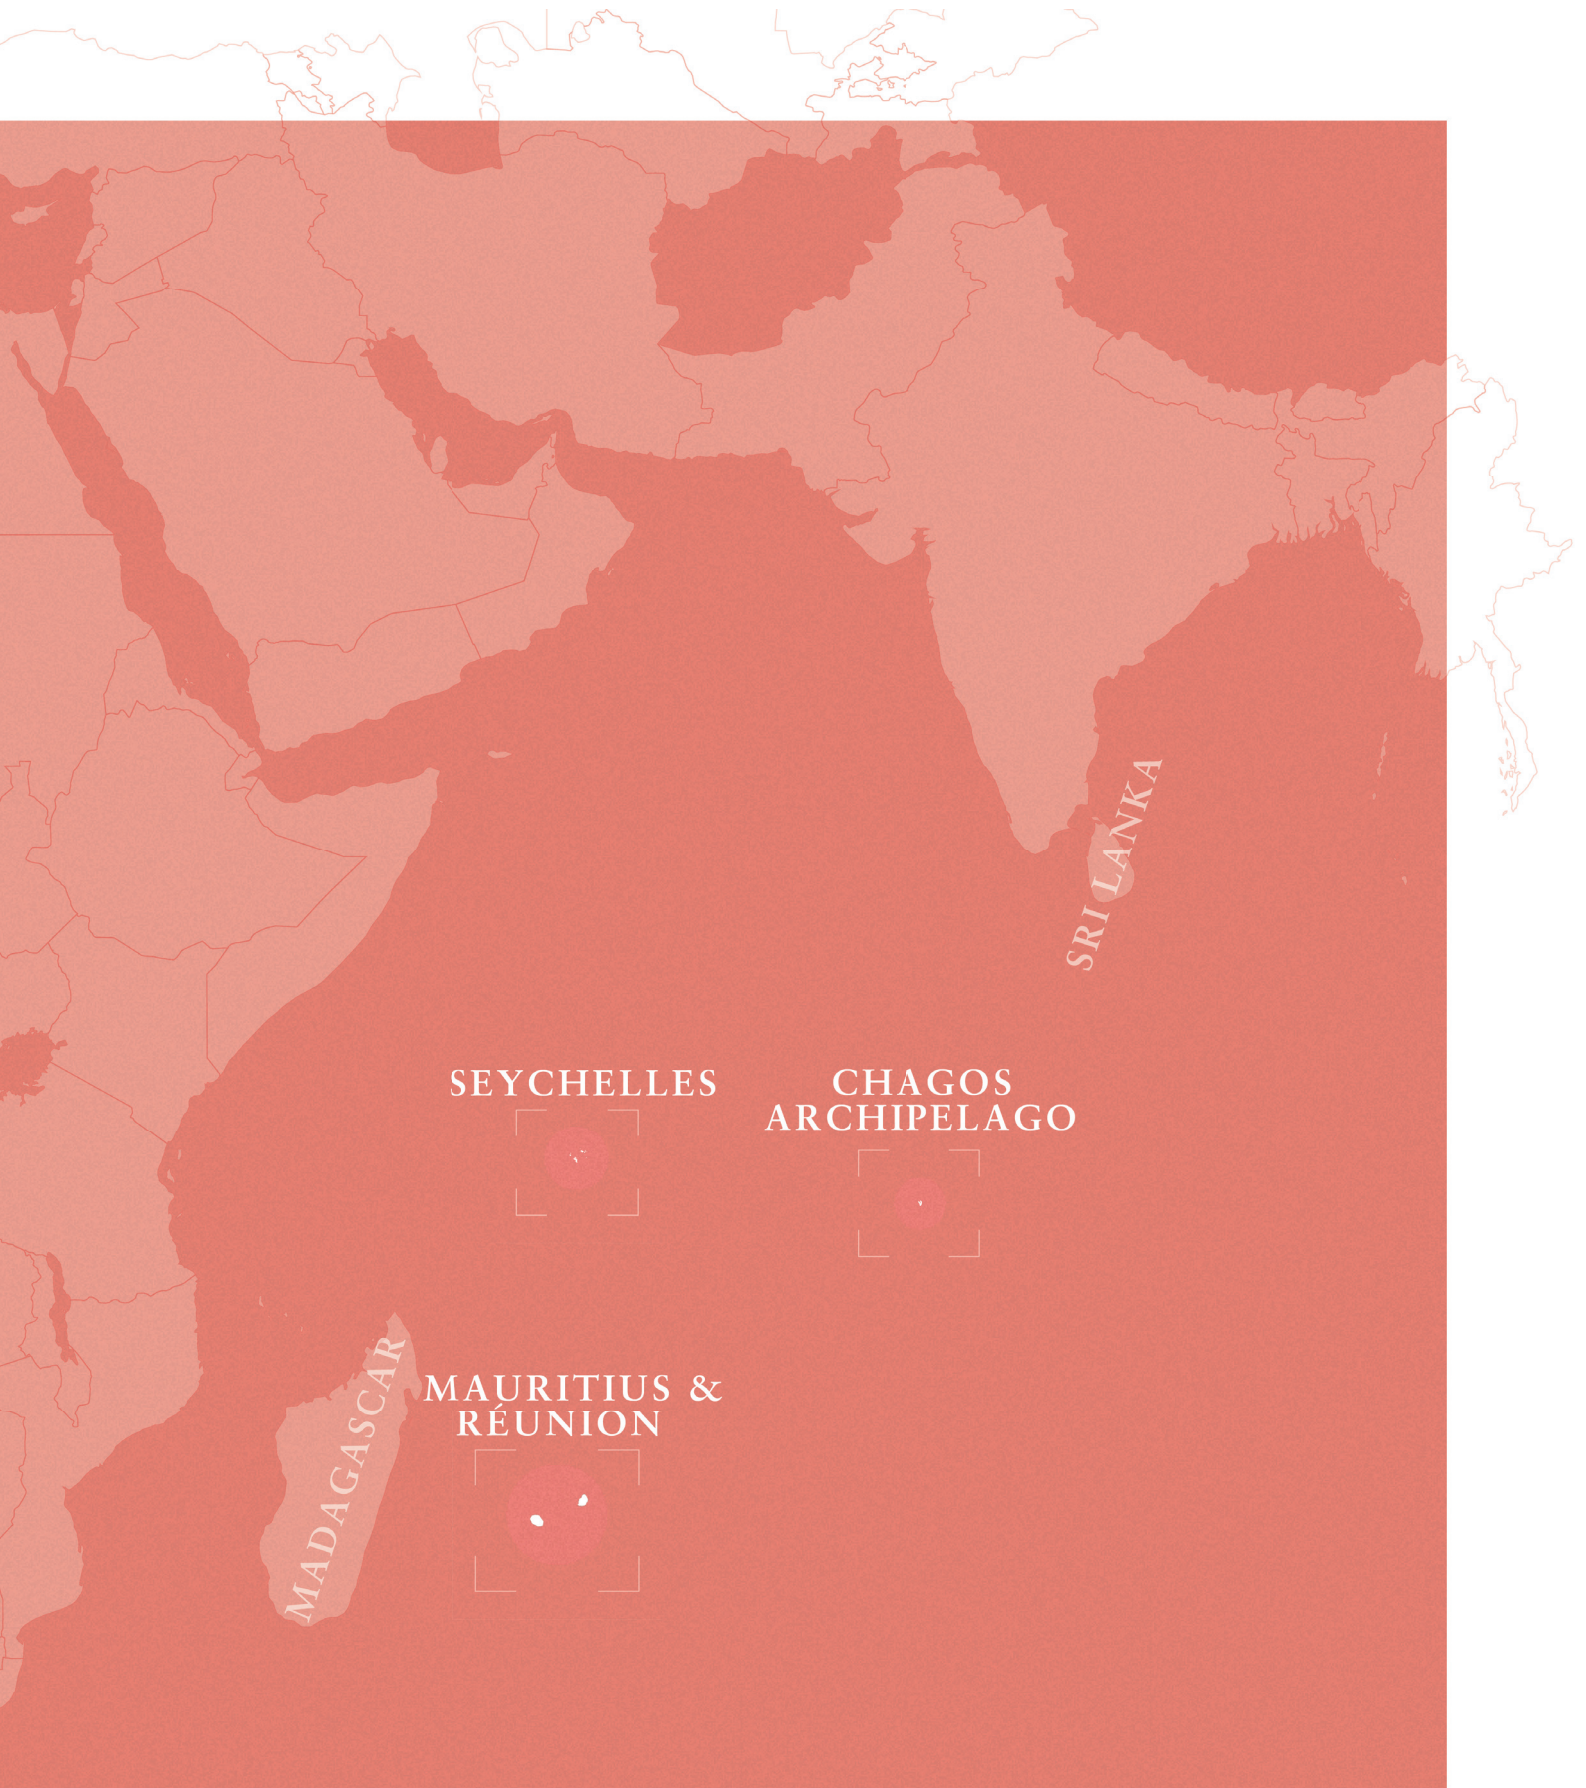 SRI LANKA
SEYCHELLES
CHAGOS
ARCHIPELAGO
MADAGASCAR
MAURITIUS &
RÉUNION